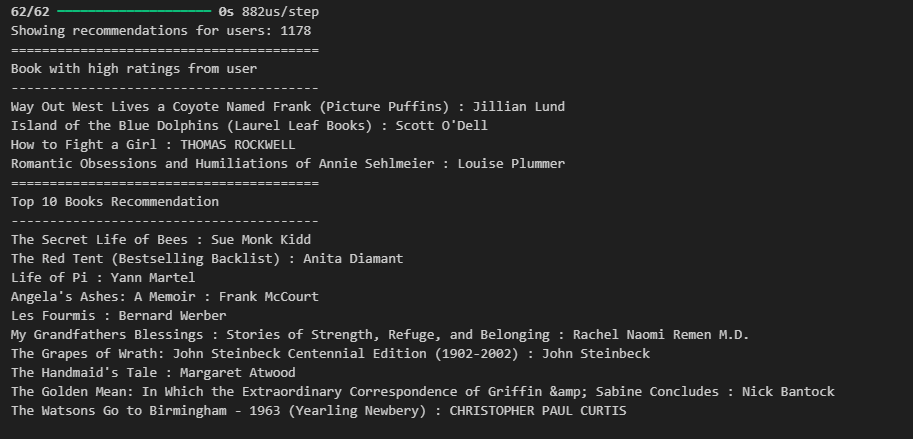 62/62 ━━━━━━━━━━━━━━━━━━━━ 0s 882us/step
Showing recommendations for users: 1178
========================================
Book with high ratings from user
----------------------------------------
Way Out West Lives a Coyote Named Frank (Picture Puffins) : Jillian Lund
Island of the Blue Dolphins (Laurel Leaf Books) : Scott O'Dell
How to Fight a Girl : THOMAS ROCKWELL
Romantic Obsessions and Humiliations of Annie Sehlmeier : Louise Plummer
========================================
Top 10 Books Recommendation
----------------------------------------
The Secret Life of Bees : Sue Monk Kidd
The Red Tent (Bestselling Backlist) : Anita Diamant
Life of Pi : Yann Martel
Angela's Ashes: A Memoir : Frank McCourt
Les Fourmis : Bernard Werber
My Grandfathers Blessings : Stories of Strength, Refuge, and Belonging : Rachel Naomi Remen M.D.
The Grapes of Wrath: John Steinbeck Centennial Edition (1902-2002) : John Steinbeck
The Handmaid's Tale : Margaret Atwood
The Golden Mean: In Which the Extraordinary Correspondence of Griffin &amp; Sabine Concludes : Nick Bantock
The Watsons Go to Birmingham - 1963 (Yearling Newbery) : CHRISTOPHER PAUL CURTIS